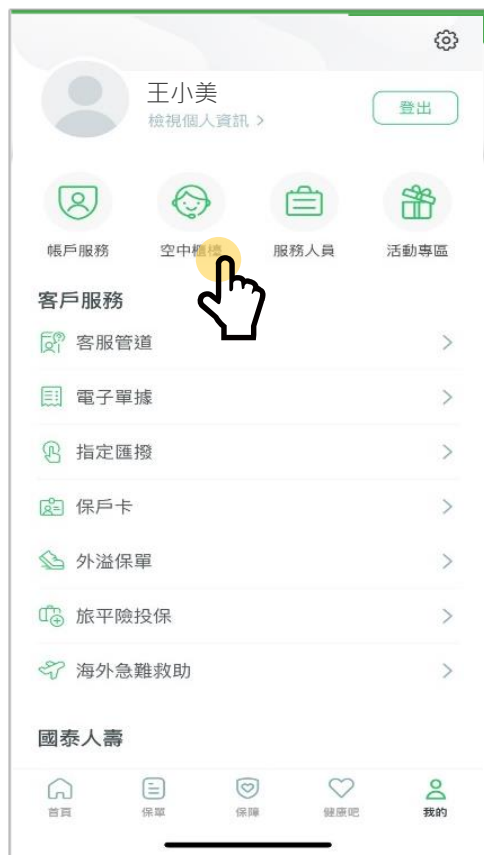 王小美
檢視個人資訊 >
登出
帳戶服務 空中櫃檯 服務人員 活動專區
客戶服務
客服管道
電子單據
指定匯撥
保戶卡
外溢保單
旅平險投保
海外急難救助
國泰人壽
首頁 保單 保障 健康吧 我的